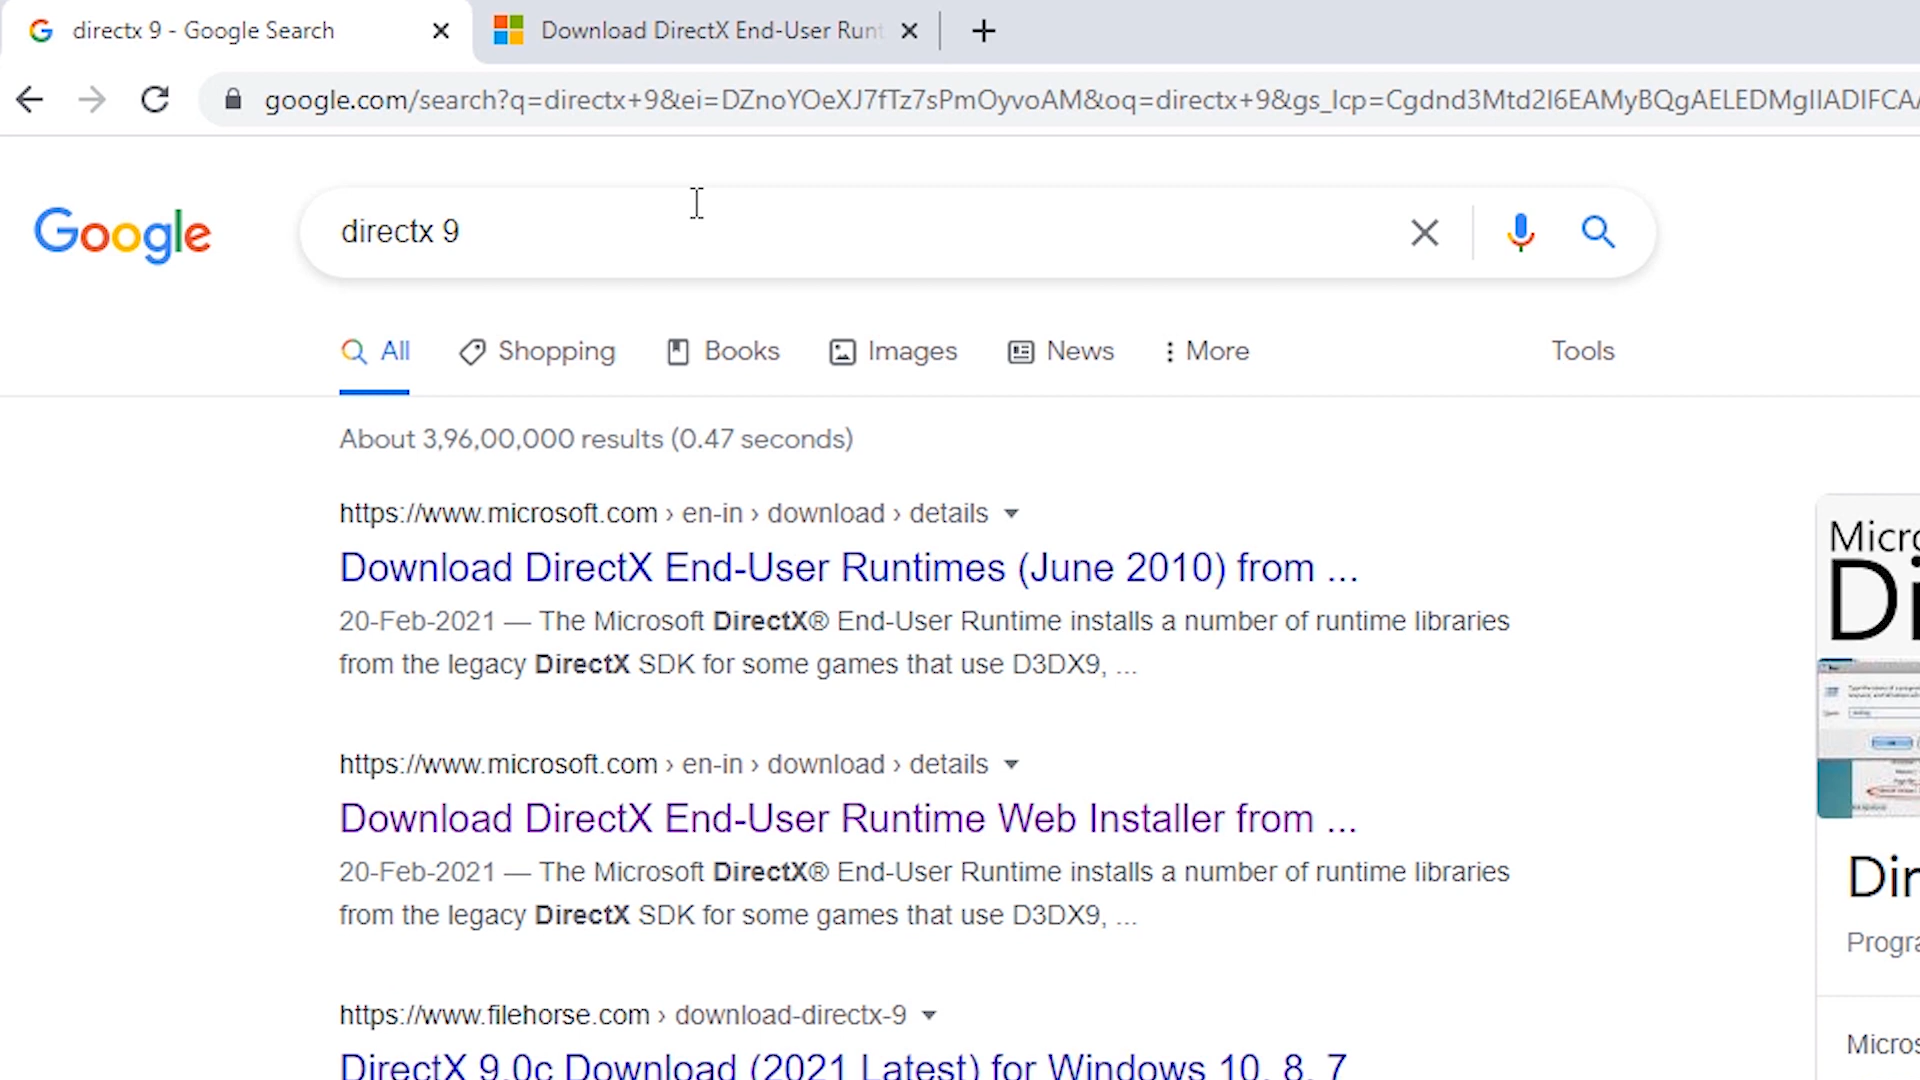 directx 9 - Google Search
Download DirectX End-User Runt
google.com/search?q=directx+9&ei=DZnoYOeXJ7fTz7sPmOyvoAM&oq=directx+9&gs_lcp=Cgdnd3Mtd2l6EAMyBQgAELEDMgIIADIFCAA
Google
directx 9
All
Shopping
Books
Images
News
More
Tools
About 3,96,00,000 results (0.47 seconds)
https://www.microsoft.com › en-in › download › details
Download DirectX End-User Runtimes (June 2010) from ...
20-Feb-2021 — The Microsoft DirectX® End-User Runtime installs a number of runtime libraries
from the legacy DirectX SDK for some games that use D3DX9, ...
https://www.microsoft.com › en-in › download › details
Download DirectX End-User Runtime Web Installer from ...
20-Feb-2021 — The Microsoft DirectX® End-User Runtime installs a number of runtime libraries
from the legacy DirectX SDK for some games that use D3DX9, ...
https://www.filehorse.com › download-directx-9
DirectX 9.0c Download (2021 Latest) for Windows 10, 8, 7
Micro
Di
Dir
Progra
Micros